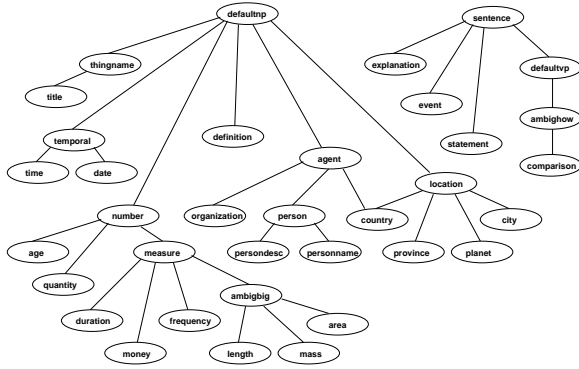 defaultnp
sentence
thingname
explanation
defaultvp
title
event
temporal
definition
statement
ambighow
time
date
agent
comparison
location
number
organization
person
country
city
age
measure
persondesc
personname
province
planet
quantity
ambigbig
duration
frequency
area
money
length
mass